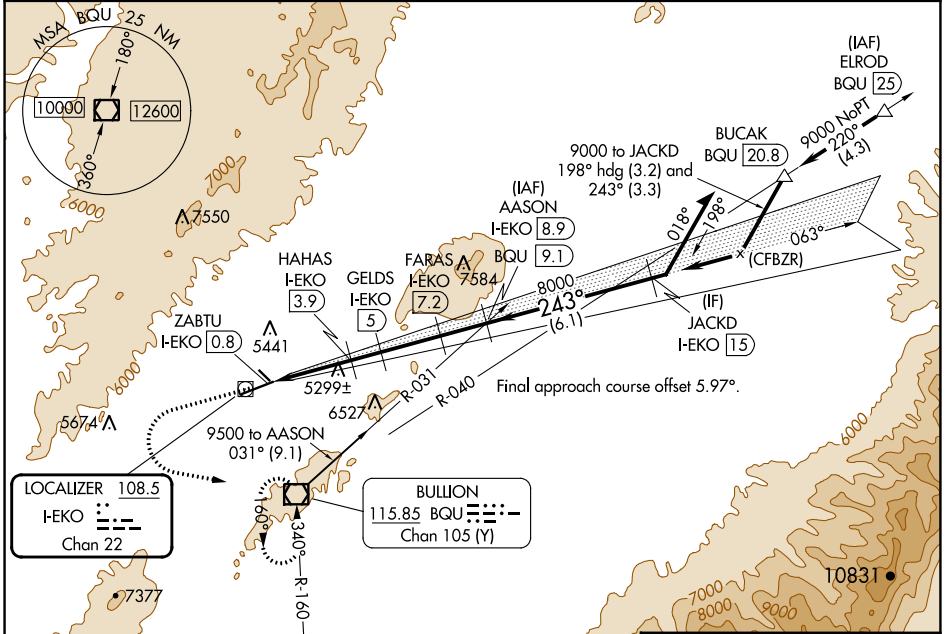 MSA BQU 25 NM
180°
10000
12600
360°
6000
7000
6000
7550
(IAF)
ELROD
BQU 25
9000 NoPT
220°
(4.3)
BUCAK
BQU 20.8
9000 to JACKD
198° hdg (3.2) and
243° (3.3)
(IAF)
AASON
I-EKO 8.9
BQU 9.1
018°
198°
063°
(CFBZR)
HAHAS
I-EKO
3.9
GELDS
I-EKO
5
FARAS
I-EKO
7.2
7584
8000
243°
(6.1)
(IF)
JACKD
I-EKO 15
ZABTU
I-EKO 0.8
5441
5299±
6527
R-031
R-040
Final approach course offset 5.97°.
6000
5674
6000
9500 to AASON
031° (9.1)
LOCALIZER 108.5
I-EKO
Chan 22
BULLION
115.85 BQU
Chan 105 (Y)
160°
340°
R-160
7377
10831
7000
8000
9000